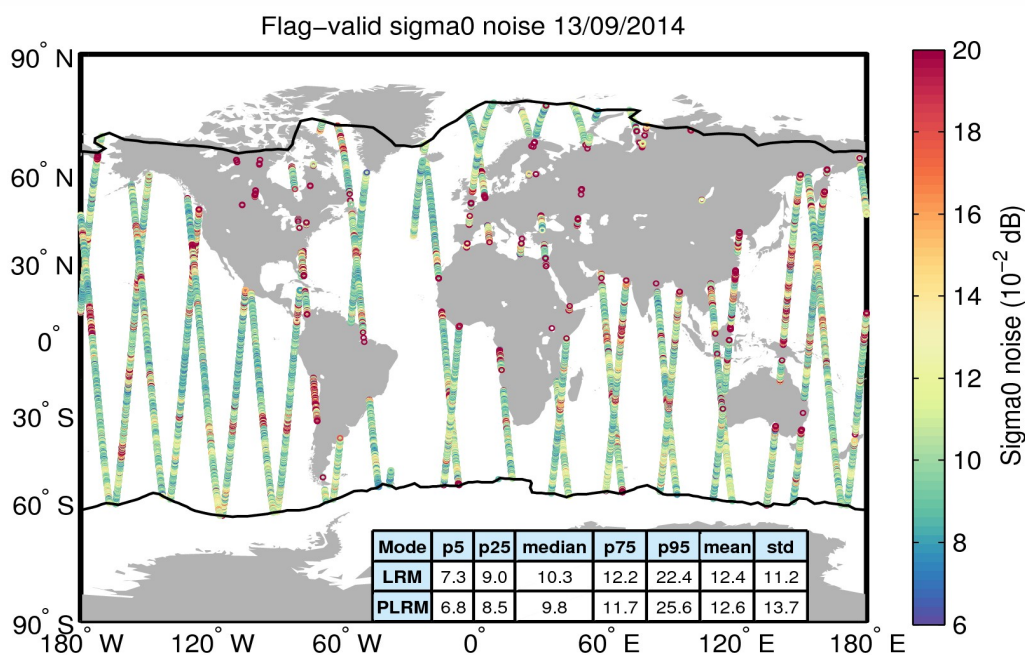 Flag-valid sigma0 noise 13/09/2014
90° N
60° N
30° N
0°
30° S
60° S
90° S
180° W
120° W
60° W
0°
60° E
120° E
180° E
Mode p5 p25 median p75 p95 mean std
LRM 7.3 9.0 10.3 12.2 22.4 12.4 11.2
PLRM 6.8 8.5 9.8 11.7 25.6 12.6 13.7
20
18
16
14
12
10
8
6
Sigma0 noise (10⁻² dB)